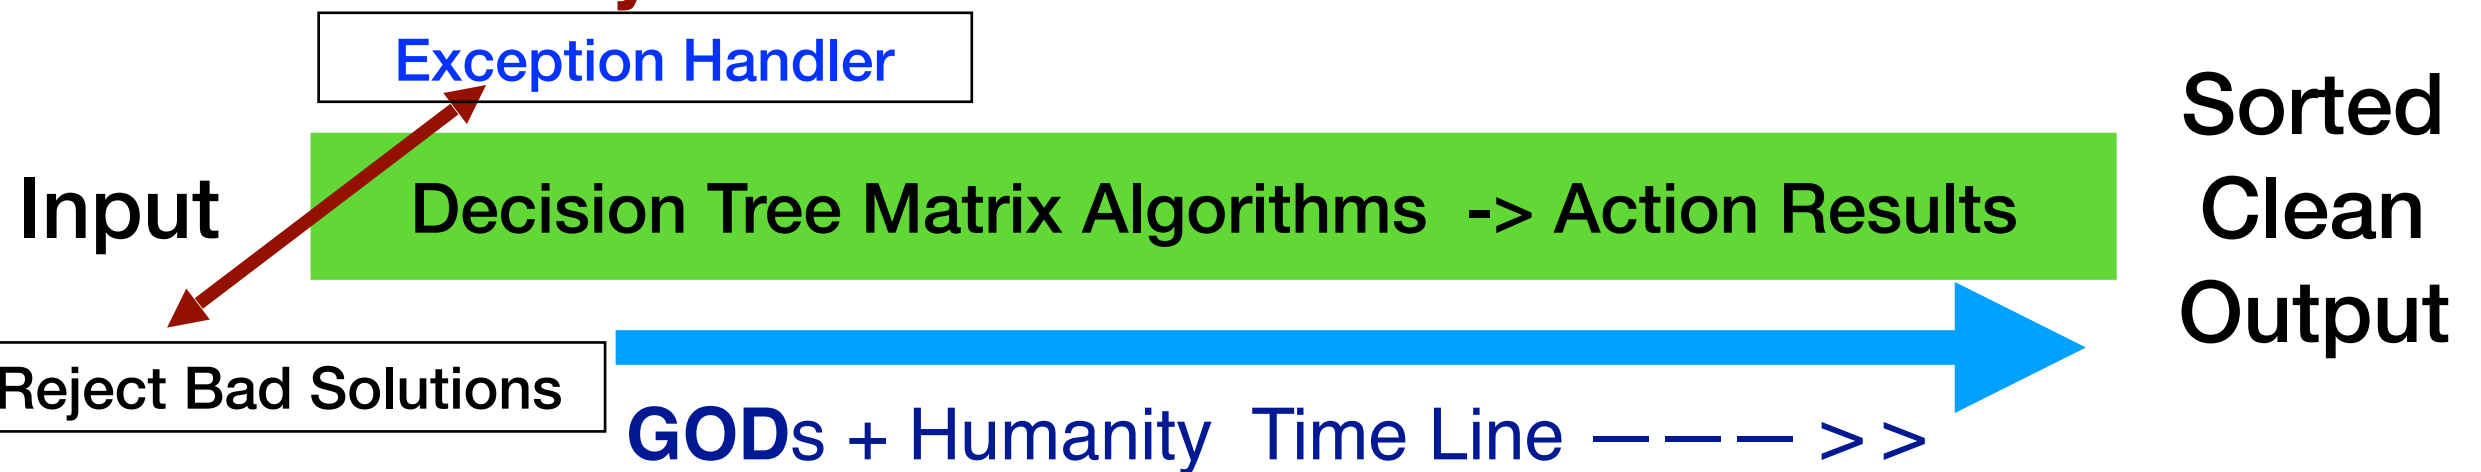 Exception Handler
Input
Decision Tree Matrix Algorithms -> Action Results
Sorted
Clean
Output
Reject Bad Solutions
GODs + Humanity Time Line — — — > >